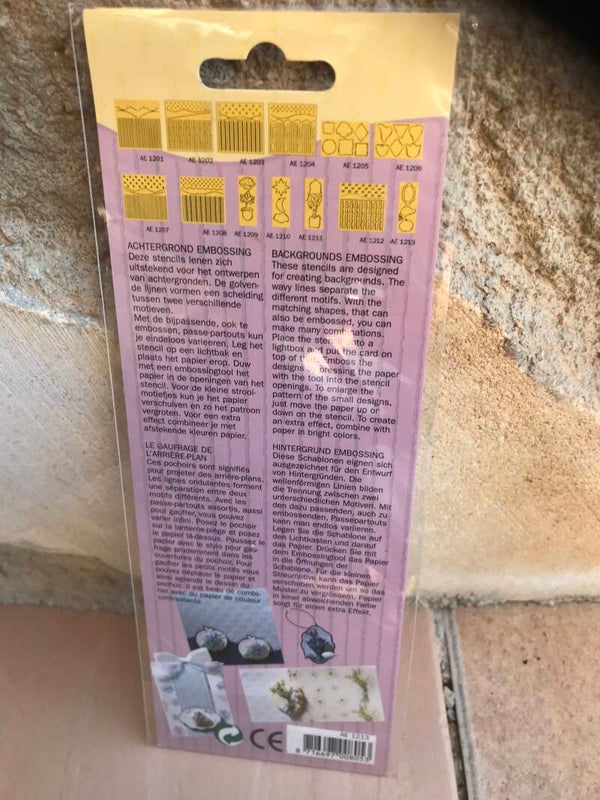 AE 1201 AE 1202 AE 1203 AE 1204 AE 1205 AE 1206
AE 1207 AE 1208 AE 1209 AE 1210 AE 1211 AE 1212 AE 1213
ACHTERGROND EMBOSSING
Deze stencils lenen zich
uitstekend voor het ontwerpen
van achtergronden. De golven-
de lijnen vormen een scheiding
tussen twee verschillende
motieven.
Met de bijpassende, ook te
embossen, passe-partouts kun
je eindeloos varieeren. Leg het
stencil op een lichtbak en
plaats het papier erop. Duw
met een embossingtool het
papier in de openingen van het
stencil. Voor de kleine strooi-
motiefjes kun je het papier
verschuiven en zo het patroon
vergroten. Voor een extra
effect combineer je met
afstekende kleuren papier.
BACKGROUNDS EMBOSSING
These stencils are designed
for creating backgrounds. The
wavy lines separate the
different motifs. With the
matching shapes, that can
also be embossed, you can
make many combinations.
Place the stencil to a
lightbox and put the card on
top of it. Emboss the
designs pressing the paper
with the tool into the stencil
openings. To enlarge the
pattern of the small designs,
just move the paper up or
down on the stencil. To create
an extra effect, combine with
paper in bright colors.
LE GAUFRAGE DE
L'ARRIÈRE-PLAN
Ces pochoirs sont signifiés
pour projeter des arrière-plans.
Les lignes ondulantes forment
une séparation entre deux
motifs différents. Avec les
passe-partouts assortis, aussi
pour gaufrer, vous pouvez
varier infini. Posez le pochoir
sur la lanterne-piège et posez
le papier là-dessus. Poussez le
papier avec le stylo pour gau-
frage prudemment dans les
ouvertures du pochoir. Pour
gaufrer les petits motifs vous
pouvez déplacer le papier et
ainsi agrandir le dessin du
pochoir. Il est beau de combi-
ner avec du papier de couleur
contrastante.
HINTERGRUND EMBOSSING
Diese Schablonen eignen sich
ausgezeichnet für den Entwurf
von Hintergründen. Die
wellenförmigen Linien bilden
die Trennung zwischen zwei
unterschiedlichen Motiven. Mit
den dazu passenden, auch zu
embossenden, Passepartouts
kann man endlos variieren.
Legen Sie die Schablone auf
den Lichtkasten und darauf
das Papier. Drücken Sie mit
dem Embossingtool das Papier
in die Öffnungen der
Schablone. Für die kleinen
Streumotive kann das Papier
verschoben werden um so das
Muster zu vergrössern. Papier
in einer abweichenden Farbe
sorgt für einen extra Effekt.
CE
AE 1213
8 716697 008053